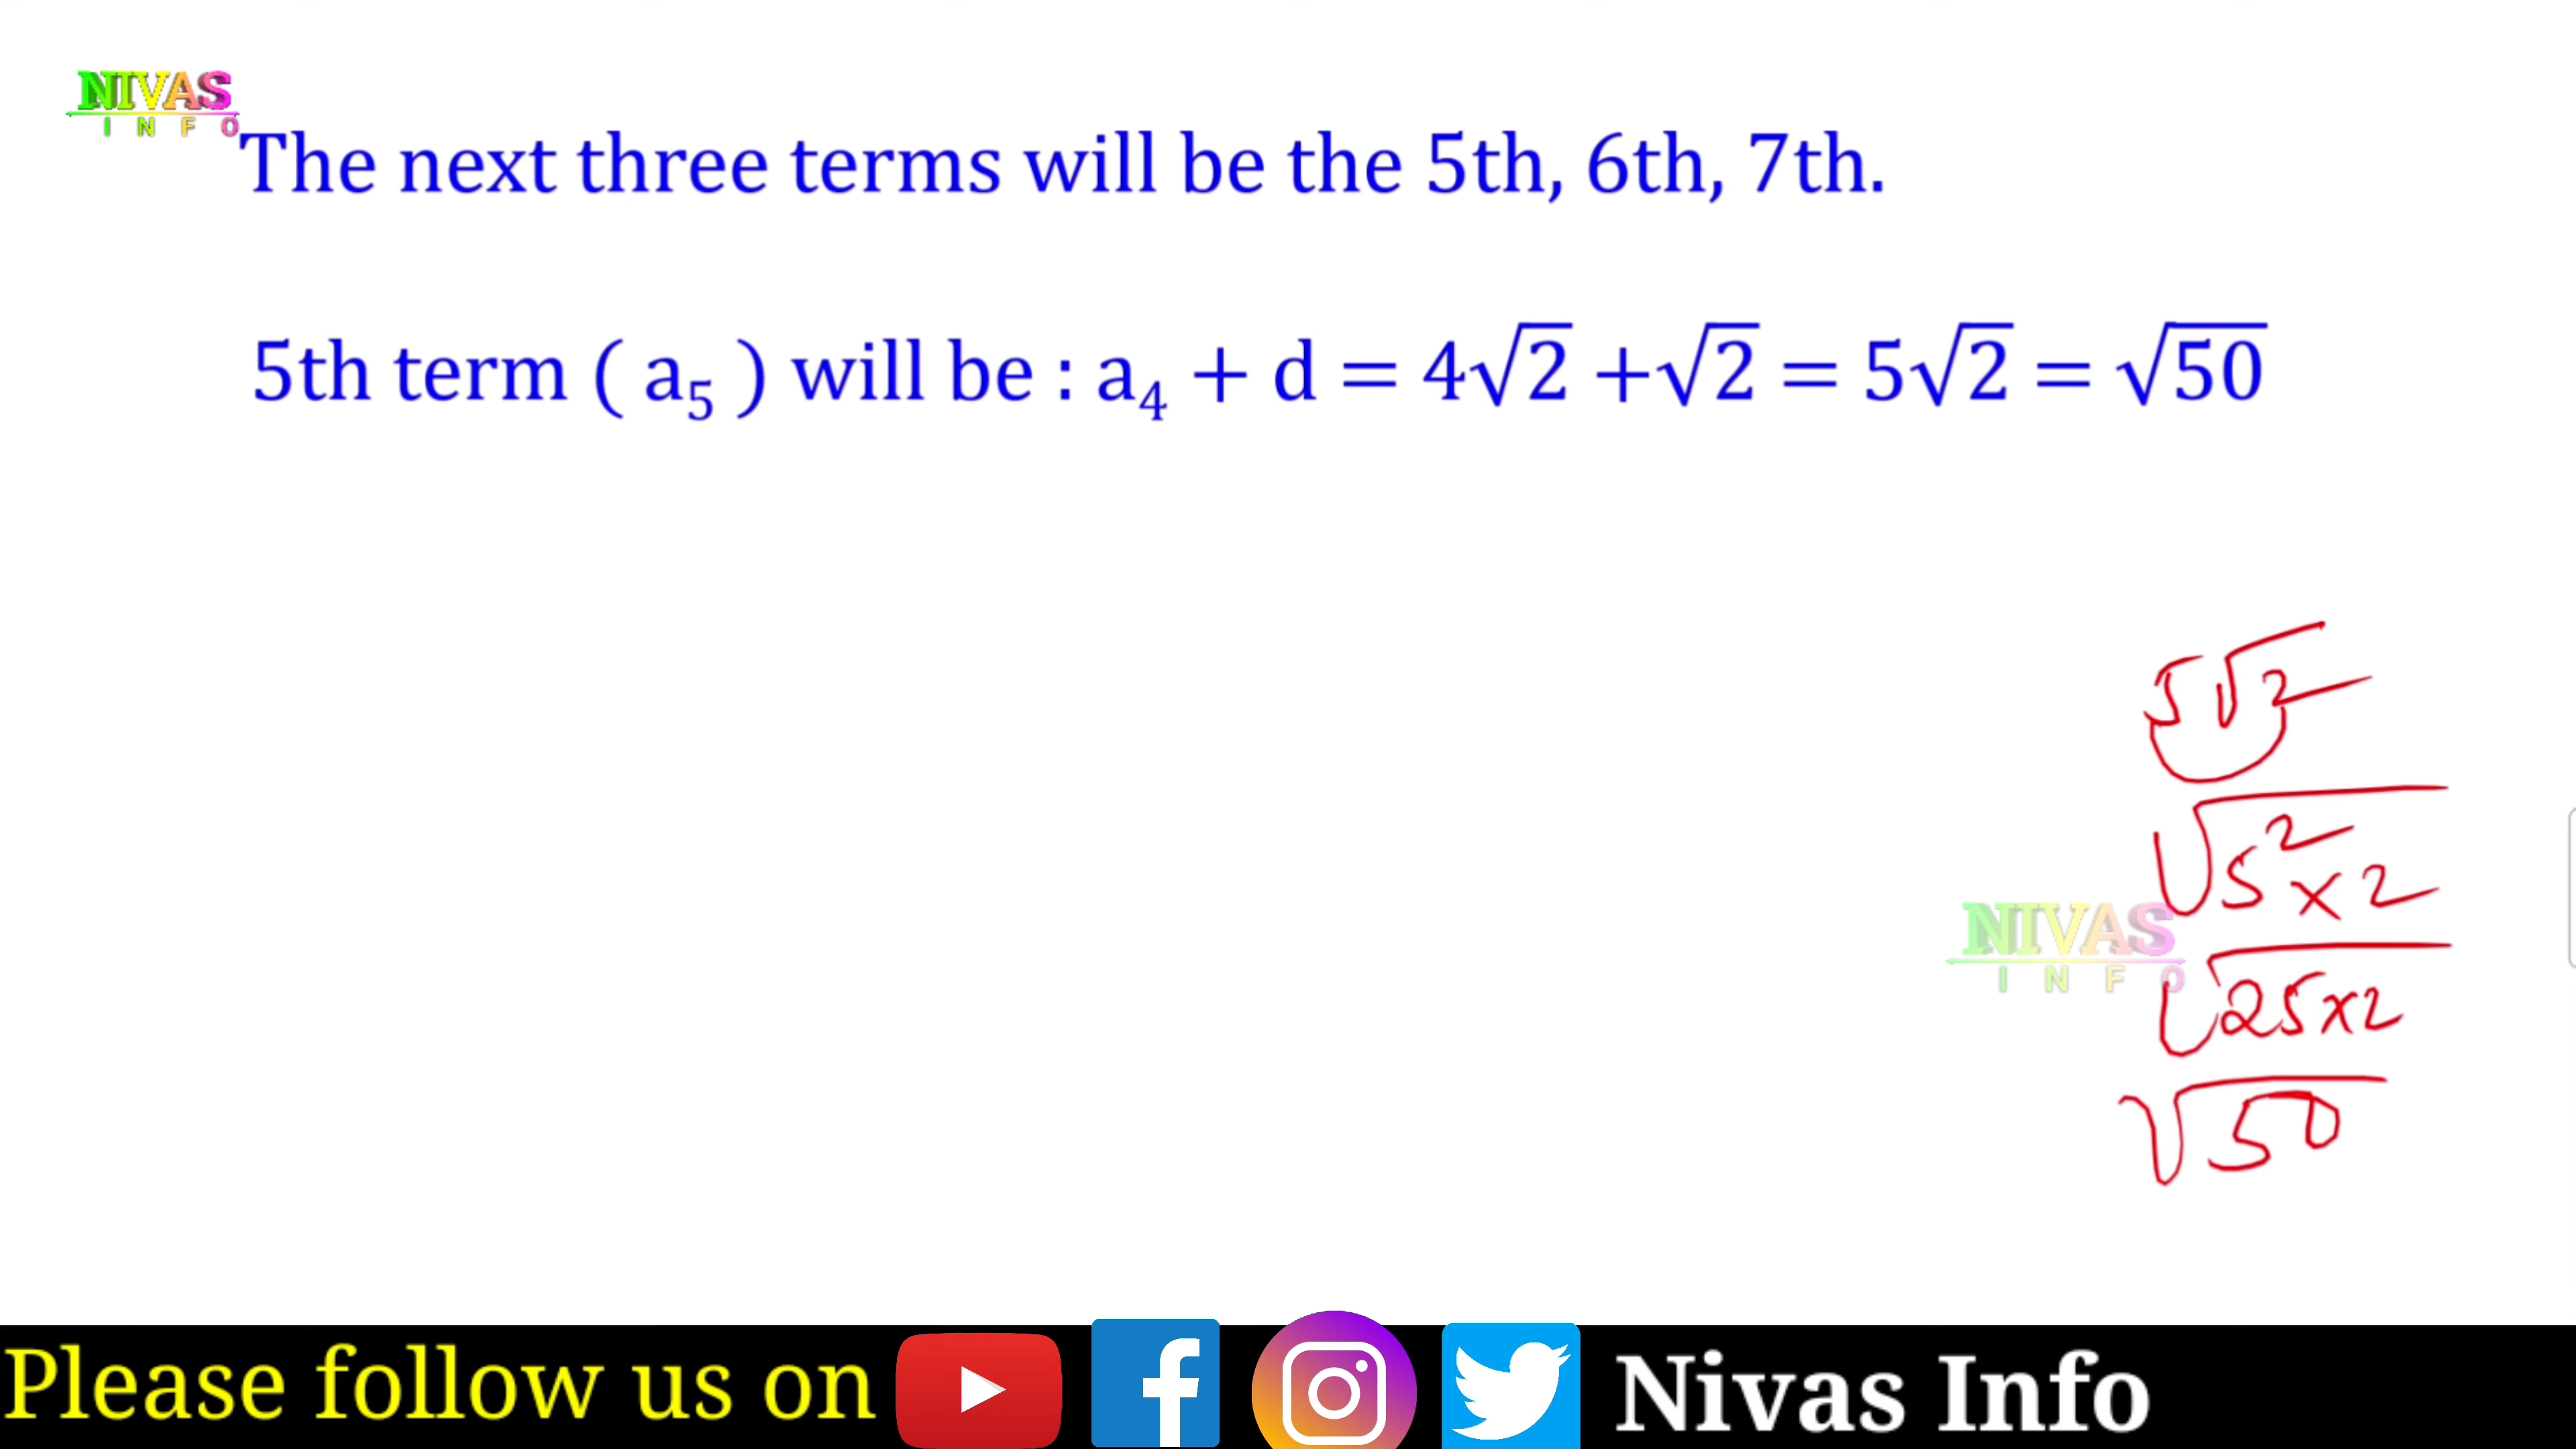 NIVAS
INFO
The next three terms will be the 5th, 6th, 7th.
5th term ( a₅ ) will be : a₄ + d = 4√2 +√2 = 5√2 = √50
5√2
√5² × 2
NIVAS
INFO
√25×2
√50
Please follow us on
Nivas Info